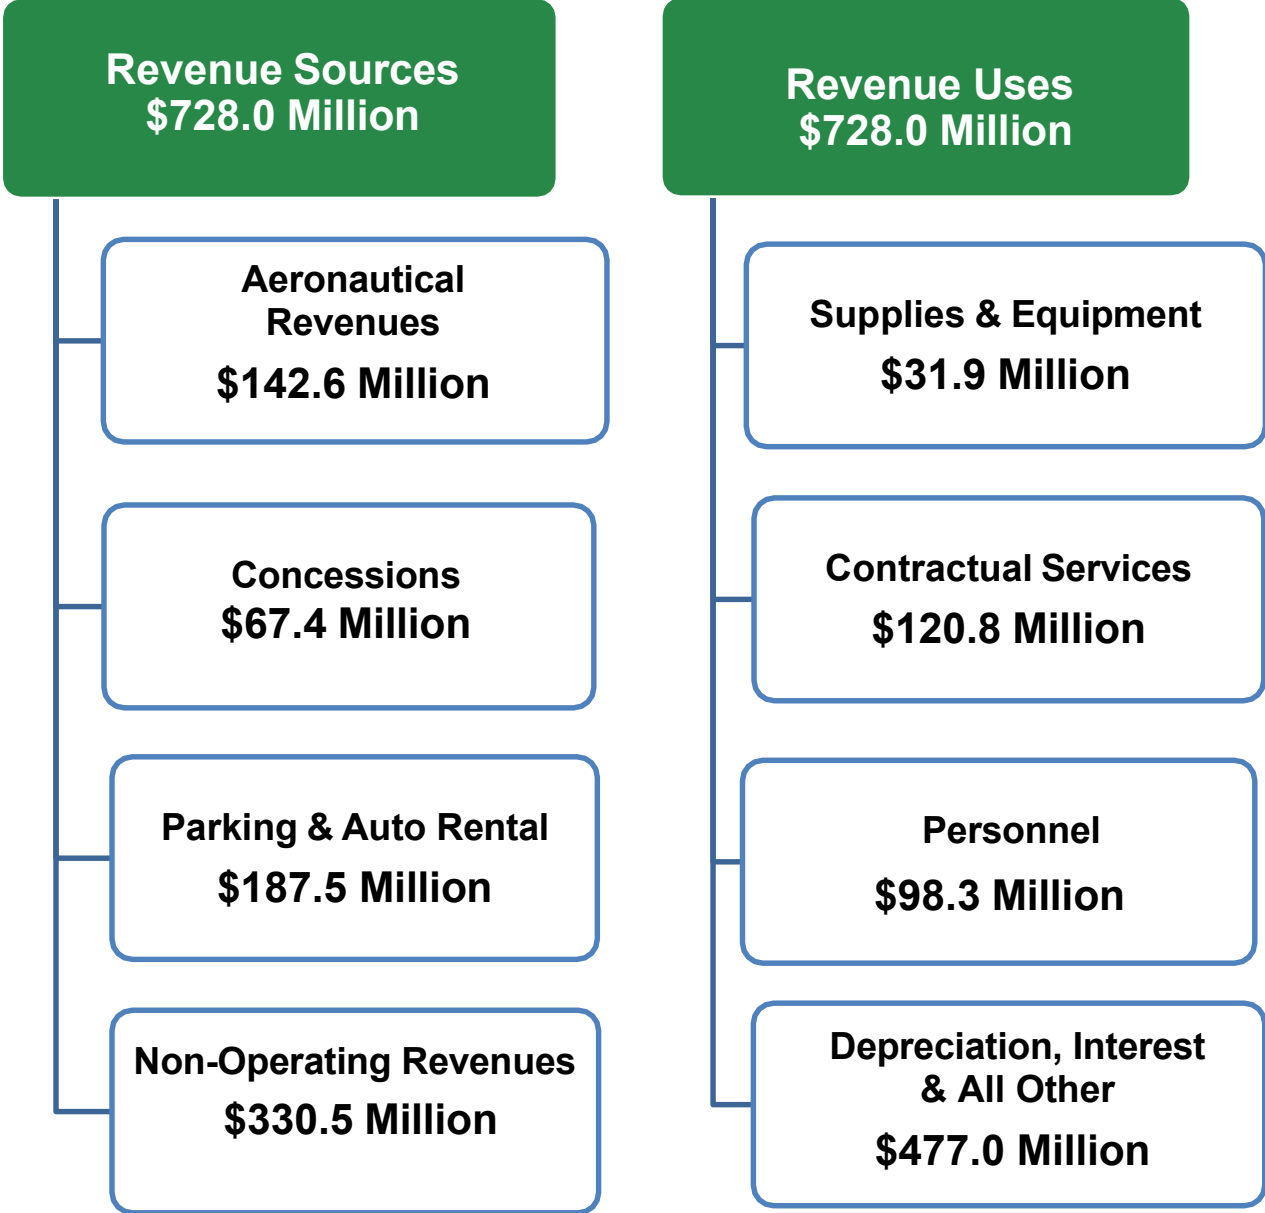 Revenue Sources
$728.0 Million
Aeronautical
Revenues
$142.6 Million
Concessions
$67.4 Million
Parking & Auto Rental
$187.5 Million
Non-Operating Revenues
$330.5 Million
Revenue Uses
$728.0 Million
Supplies & Equipment
$31.9 Million
Contractual Services
$120.8 Million
Personnel
$98.3 Million
Depreciation, Interest
& All Other
$477.0 Million